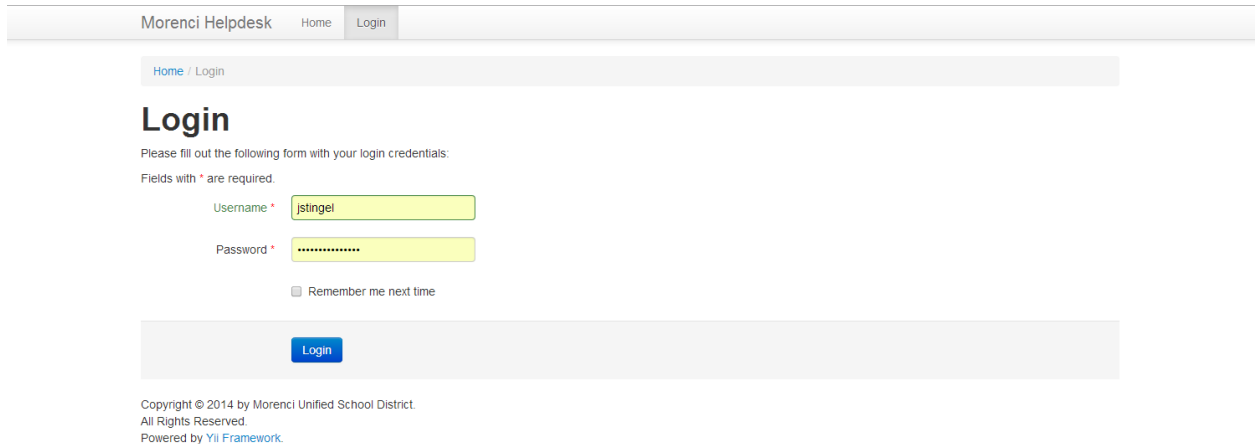 Morenci Helpdesk Home Login
Home / Login
Login
Please fill out the following form with your login credentials:
Fields with * are required.
Username * jstingel
Password * •••••••••••••••
Remember me next time
Login
Copyright © 2014 by Morenci Unified School District.
All Rights Reserved.
Powered by Yii Framework.